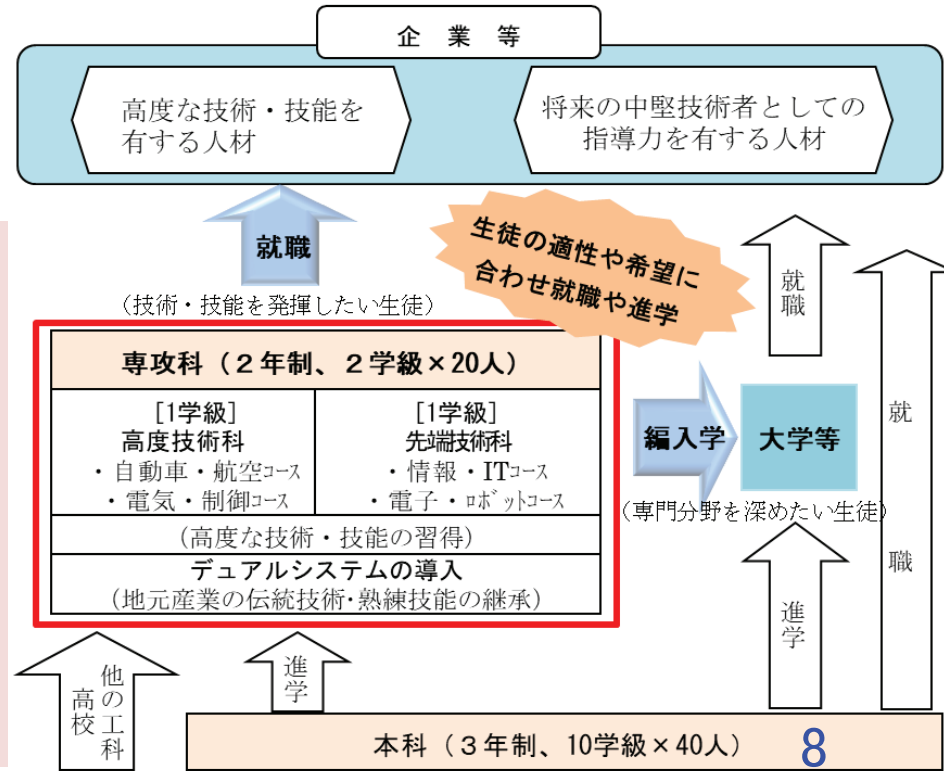 企 業 等
高度な技術・技能を
有する人材
将来の中堅技術者としての
指導力を有する人材
就職
生徒の適性や希望に
合わせ就職や進学
就職
(技術・技能を発揮したい生徒)
専攻科（２年制、２学級×20人）
[1学級]
高度技術科
・自動車・航空コース
・電気・制御コース
[1学級]
先端技術科
・情報・ITコース
・電子・ロボットコース
(高度な技術・技能の習得)
デュアルシステムの導入
(地元産業の伝統技術・熟練技能の継承)
編入学
大学等
(専門分野を深めたい生徒)
就職
他の工科
高校
進学
進学
本科（３年制、10学級×40人）
8